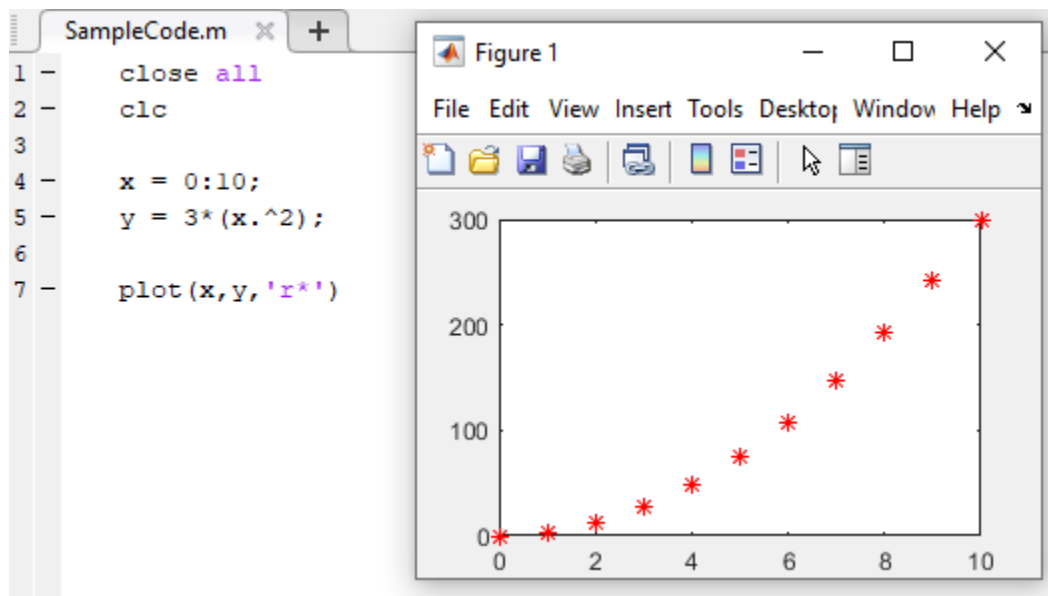 SampleCode.m
1 - close all
2 - clc
3
4 - x = 0:10;
5 - y = 3*(x.^2);
6
7 - plot(x,y,'r*')
Figure 1
File Edit View Insert Tools Desktop Window Help
300
200
100
0
0 2 4 6 8 10